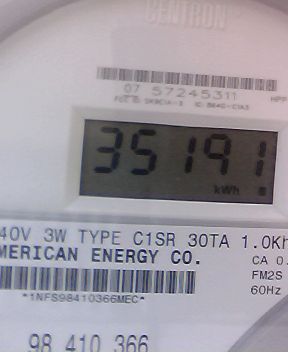 CENTRON
07 57245311
35191
kWh
40V 3W TYPE C1SR 30TA 1.0Kh
MERICAN ENERGY CO.
CA 0.
FM2S
*1NFS98410366MEC*
60Hz
98 410 366